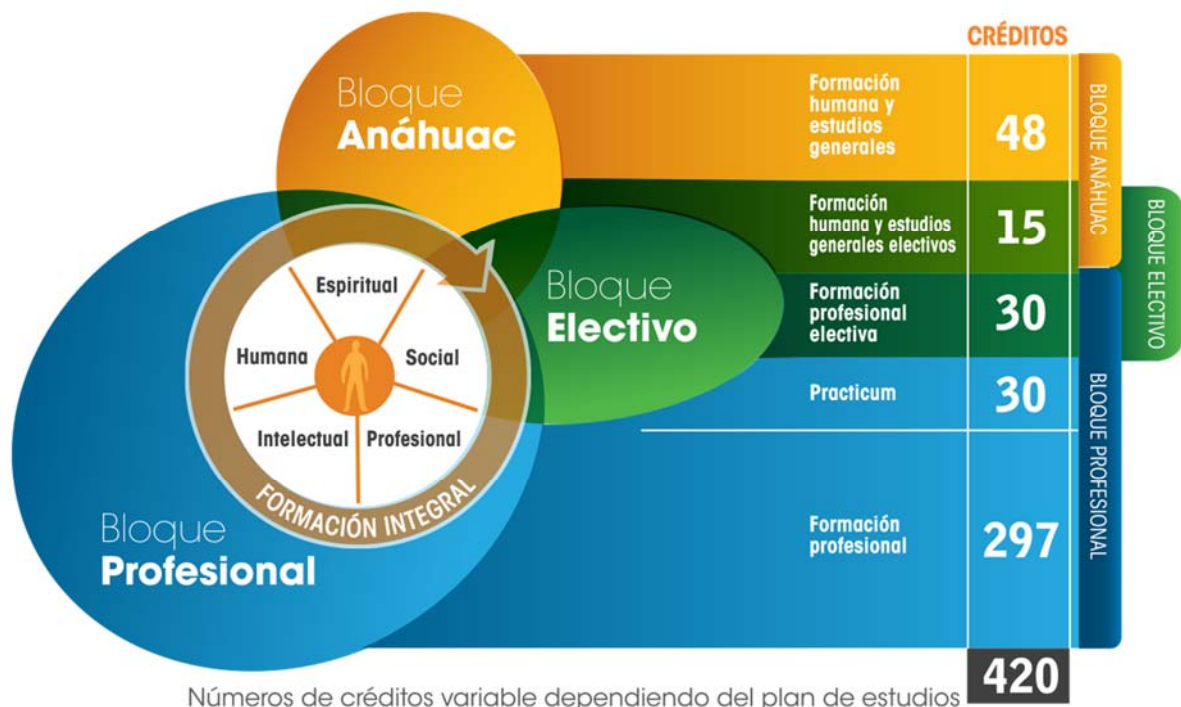 CRÉDITOS
Bloque
Anáhuac
Formación
humana y
estudios
generales
48
BLOQUE ANÁHUAC
Formación
humana y estudios
generales electivos
15
BLOQUE ELECTIVO
Bloque
Electivo
Formación
profesional
electiva
30
Practicum
30
BLOQUE PROFESIONAL
Espiritual
Humana
Social
Intelectual
Profesional
FORMACIÓN INTEGRAL
Bloque
Profesional
Formación
profesional
297
420
Números de créditos variable dependiendo del plan de estudios